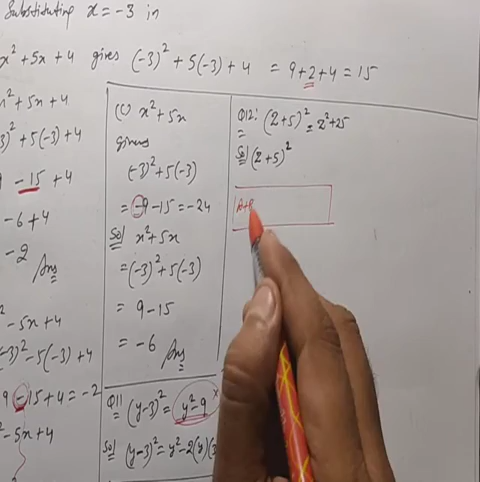 Substituting x = -3 in
x² + 5x + 4 gives (-3)² + 5(-3) + 4 = 9+2+4 = 15
x² + 5x + 4
3)² + 5(-3) + 4
9 - 15 + 4
-6 + 4
-2 Ans
- 5x + 4
-3)² - 5(-3) + 4
9 - 15 + 4 = -2
² - 5x + 4
(c) x² + 5x
gives
(-3)² + 5(-3)
= -9 - 15 = -24
Sol x² + 5x
= (-3)² + 5(-3)
= 9 - 15
= -6 Ans
Q11 (y-3)² = y² - 9 ×
Sol (y-3)² = y² - 2(y)(3
Q12: (z+5)² = z² + 25
Sol (z+5)²